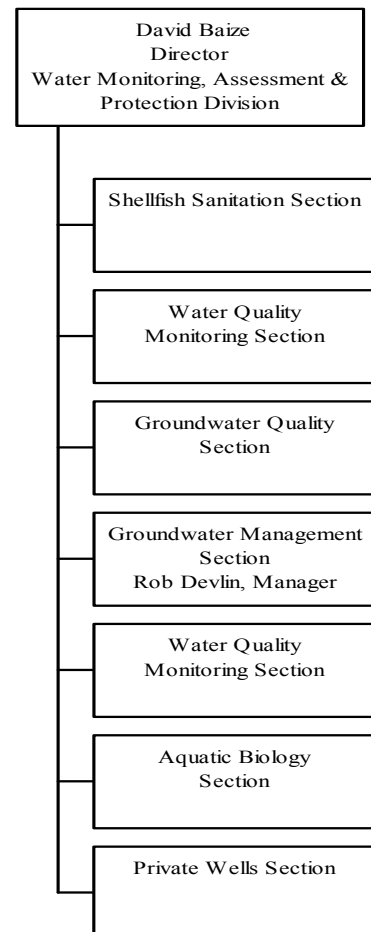 David Baize
Director
Water Monitoring, Assessment &
Protection Division
Shellfish Sanitation Section
Water Quality
Monitoring Section
Groundwater Quality
Section
Groundwater Management
Section
Rob Devlin, Manager
Water Quality
Monitoring Section
Aquatic Biology
Section
Private Wells Section